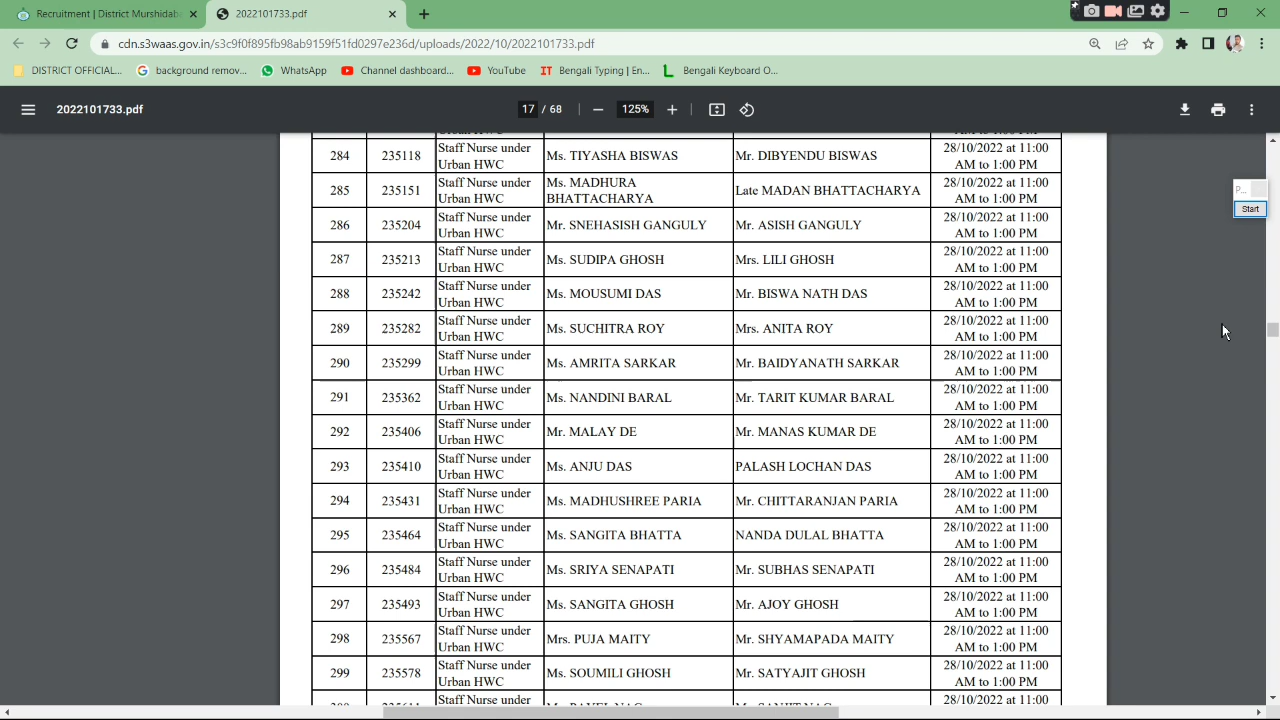 Recruitment | District Murshidab
2022101733.pdf
cdn.s3waas.gov.in/s3c9f0f895fb98ab9159f51fd0297e236d/uploads/2022/10/2022101733.pdf
DISTRICT OFFICIAL... background remov... WhatsApp Channel dashboard... YouTube Bengali Typing | En... Bengali Keyboard O...
2022101733.pdf 17 / 68 125%
284 235118 Staff Nurse under Urban HWC Ms. TIYASHA BISWAS Mr. DIBYENDU BISWAS 28/10/2022 at 11:00 AM to 1:00 PM
285 235151 Staff Nurse under Urban HWC Ms. MADHURA BHATTACHARYA Late MADAN BHATTACHARYA 28/10/2022 at 11:00 AM to 1:00 PM
286 235204 Staff Nurse under Urban HWC Mr. SNEHASISH GANGULY Mr. ASISH GANGULY 28/10/2022 at 11:00 AM to 1:00 PM
287 235213 Staff Nurse under Urban HWC Ms. SUDIPA GHOSH Mrs. LILI GHOSH 28/10/2022 at 11:00 AM to 1:00 PM
288 235242 Staff Nurse under Urban HWC Ms. MOUSUMI DAS Mr. BISWA NATH DAS 28/10/2022 at 11:00 AM to 1:00 PM
289 235282 Staff Nurse under Urban HWC Ms. SUCHITRA ROY Mrs. ANITA ROY 28/10/2022 at 11:00 AM to 1:00 PM
290 235299 Staff Nurse under Urban HWC Ms. AMRITA SARKAR Mr. BAIDYANATH SARKAR 28/10/2022 at 11:00 AM to 1:00 PM
291 235362 Staff Nurse under Urban HWC Ms. NANDINI BARAL Mr. TARIT KUMAR BARAL 28/10/2022 at 11:00 AM to 1:00 PM
292 235406 Staff Nurse under Urban HWC Mr. MALAY DE Mr. MANAS KUMAR DE 28/10/2022 at 11:00 AM to 1:00 PM
293 235410 Staff Nurse under Urban HWC Ms. ANJU DAS PALASH LOCHAN DAS 28/10/2022 at 11:00 AM to 1:00 PM
294 235431 Staff Nurse under Urban HWC Ms. MADHUSHREE PARIA Mr. CHITTARANJAN PARIA 28/10/2022 at 11:00 AM to 1:00 PM
295 235464 Staff Nurse under Urban HWC Ms. SANGITA BHATTA NANDA DULAL BHATTA 28/10/2022 at 11:00 AM to 1:00 PM
296 235484 Staff Nurse under Urban HWC Ms. SRIYA SENAPATI Mr. SUBHAS SENAPATI 28/10/2022 at 11:00 AM to 1:00 PM
297 235493 Staff Nurse under Urban HWC Ms. SANGITA GHOSH Mr. AJOY GHOSH 28/10/2022 at 11:00 AM to 1:00 PM
298 235567 Staff Nurse under Urban HWC Mrs. PUJA MAITY Mr. SHYAMAPADA MAITY 28/10/2022 at 11:00 AM to 1:00 PM
299 235578 Staff Nurse under Urban HWC Ms. SOUMILI GHOSH Mr. SATYAJIT GHOSH 28/10/2022 at 11:00 AM to 1:00 PM
Staff Nurse under 28/10/2022 at 11:00
P...
Start